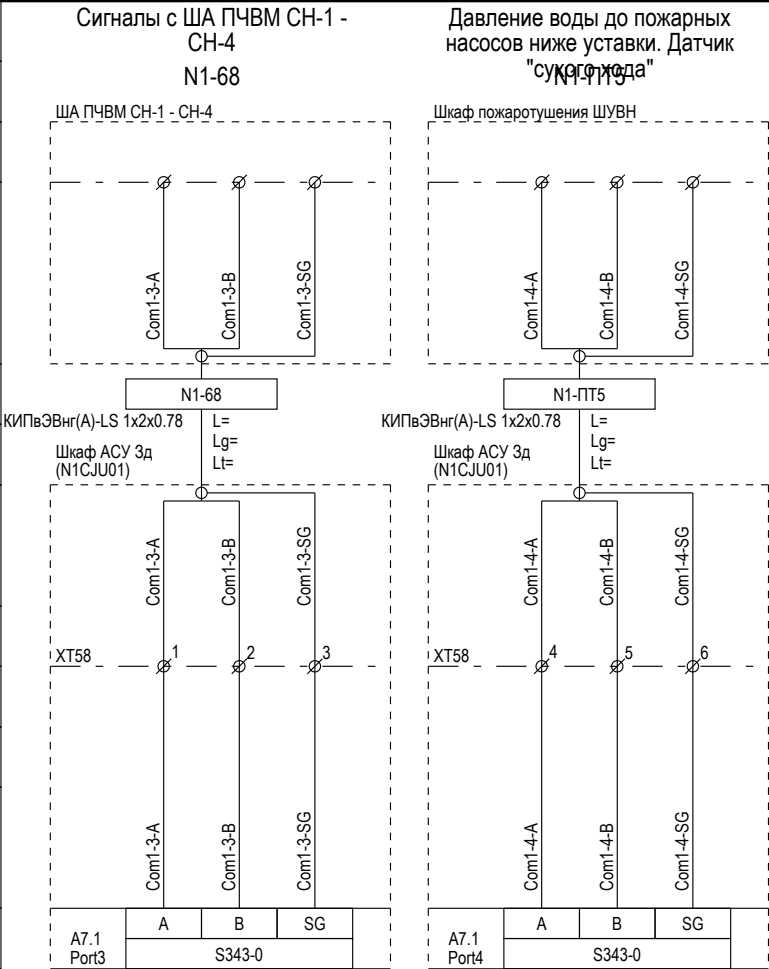 Сигналы с ША ПЧВМ СН-1 -
СН-4
N1-68
ША ПЧВМ СН-1 - СН-4
Com1-3-A
Com1-3-B
Com1-3-SG
N1-68
КИПвЭВнг(А)-LS 1x2x0.78
L=
Lg=
Lt=
Шкаф АСУ 3д
(N1CJU01)
Com1-3-A
Com1-3-B
Com1-3-SG
XT58
1
2
3
Com1-3-A
Com1-3-B
Com1-3-SG
A7.1
Port3
A
B
SG
S343-0
Давление воды до пожарных
насосов ниже уставки. Датчик
"сухого хода"
N1-ПТ5
Шкаф пожаротушения ШУВН
Com1-4-A
Com1-4-B
Com1-4-SG
N1-ПТ5
КИПвЭВнг(А)-LS 1x2x0.78
L=
Lg=
Lt=
Шкаф АСУ 3д
(N1CJU01)
Com1-4-A
Com1-4-B
Com1-4-SG
XT58
4
5
6
Com1-4-A
Com1-4-B
Com1-4-SG
A7.1
Port4
A
B
SG
S343-0